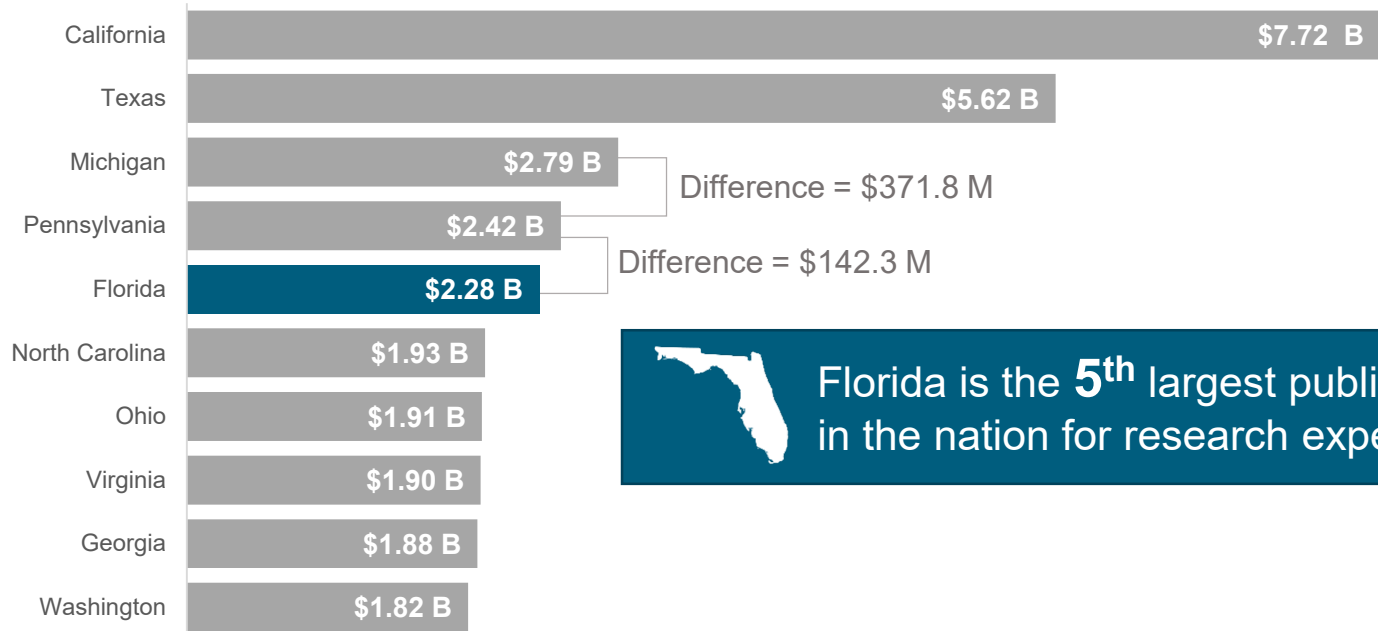 California
$7.72 B
Texas
$5.62 B
Michigan
$2.79 B
Difference = $371.8 M
Pennsylvania
$2.42 B
Difference = $142.3 M
Florida
$2.28 B
North Carolina
$1.93 B
Florida is the 5th largest
in the nation for research
Ohio
$1.91 B
Virginia
$1.90 B
Georgia
$1.88 B
Washington
$1.82 B